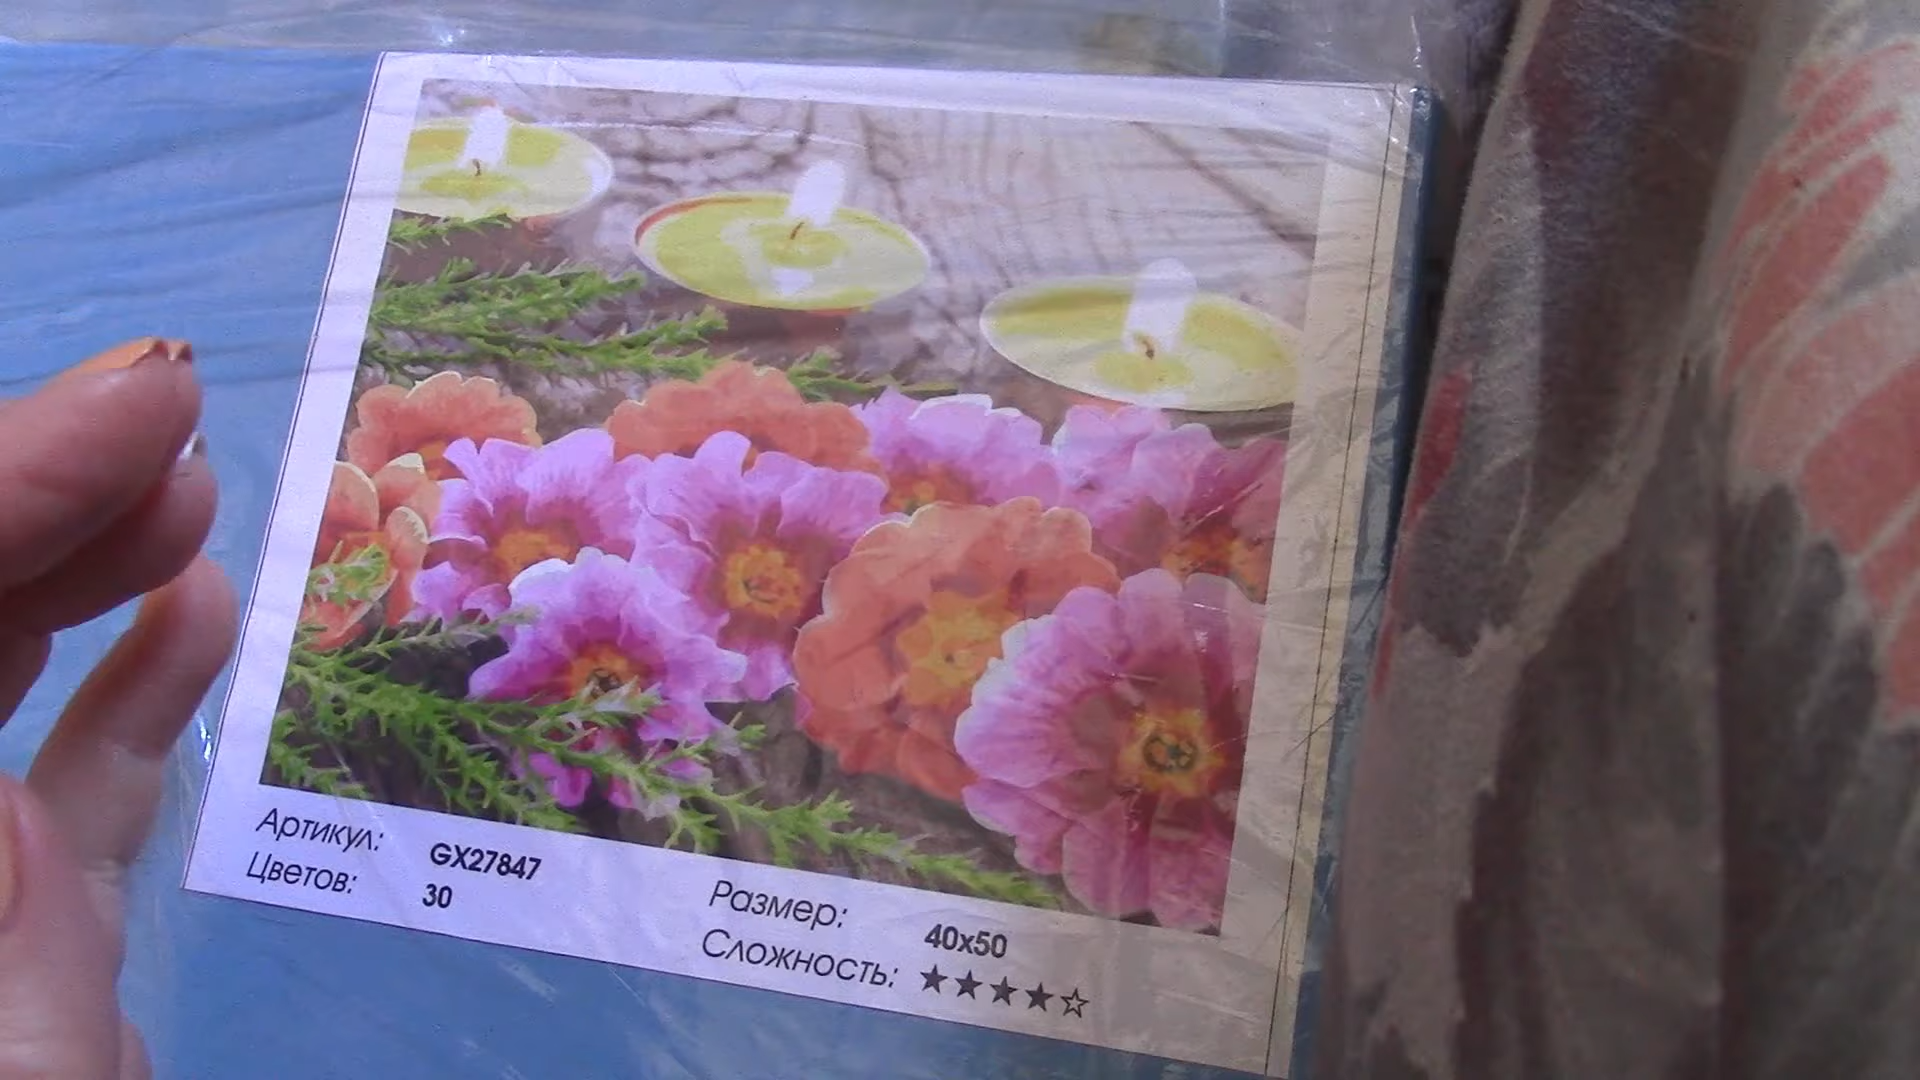 Артикул: GX27847
Цветов: 30
Размер: 40x50
Сложность: ★★★★☆